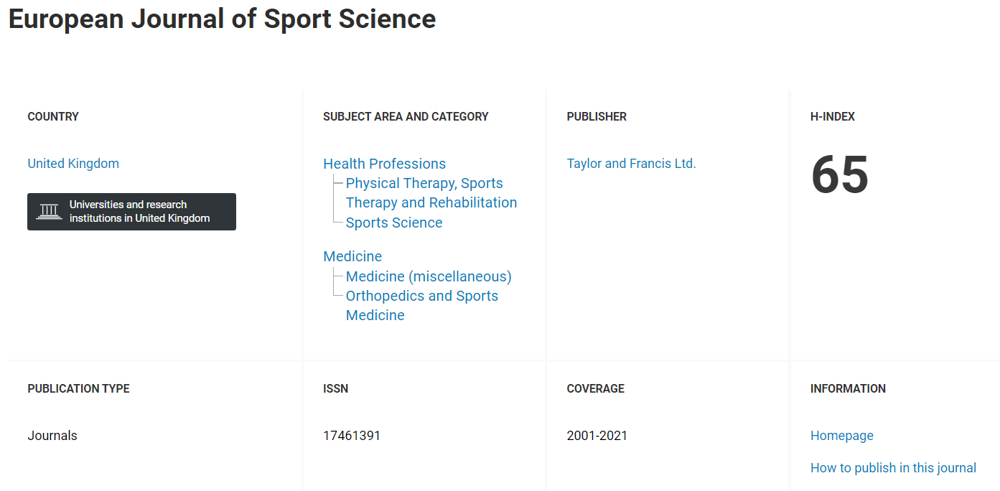 European Journal of Sport Science
COUNTRY
United Kingdom
Universities and research
institutions in United Kingdom
SUBJECT AREA AND CATEGORY
Health Professions
Physical Therapy, Sports
Therapy and Rehabilitation
Sports Science
Medicine
Medicine (miscellaneous)
Orthopedics and Sports
Medicine
PUBLISHER
Taylor and Francis Ltd.
H-INDEX
65
PUBLICATION TYPE
Journals
ISSN
17461391
COVERAGE
2001-2021
INFORMATION
Homepage
How to publish in this journal